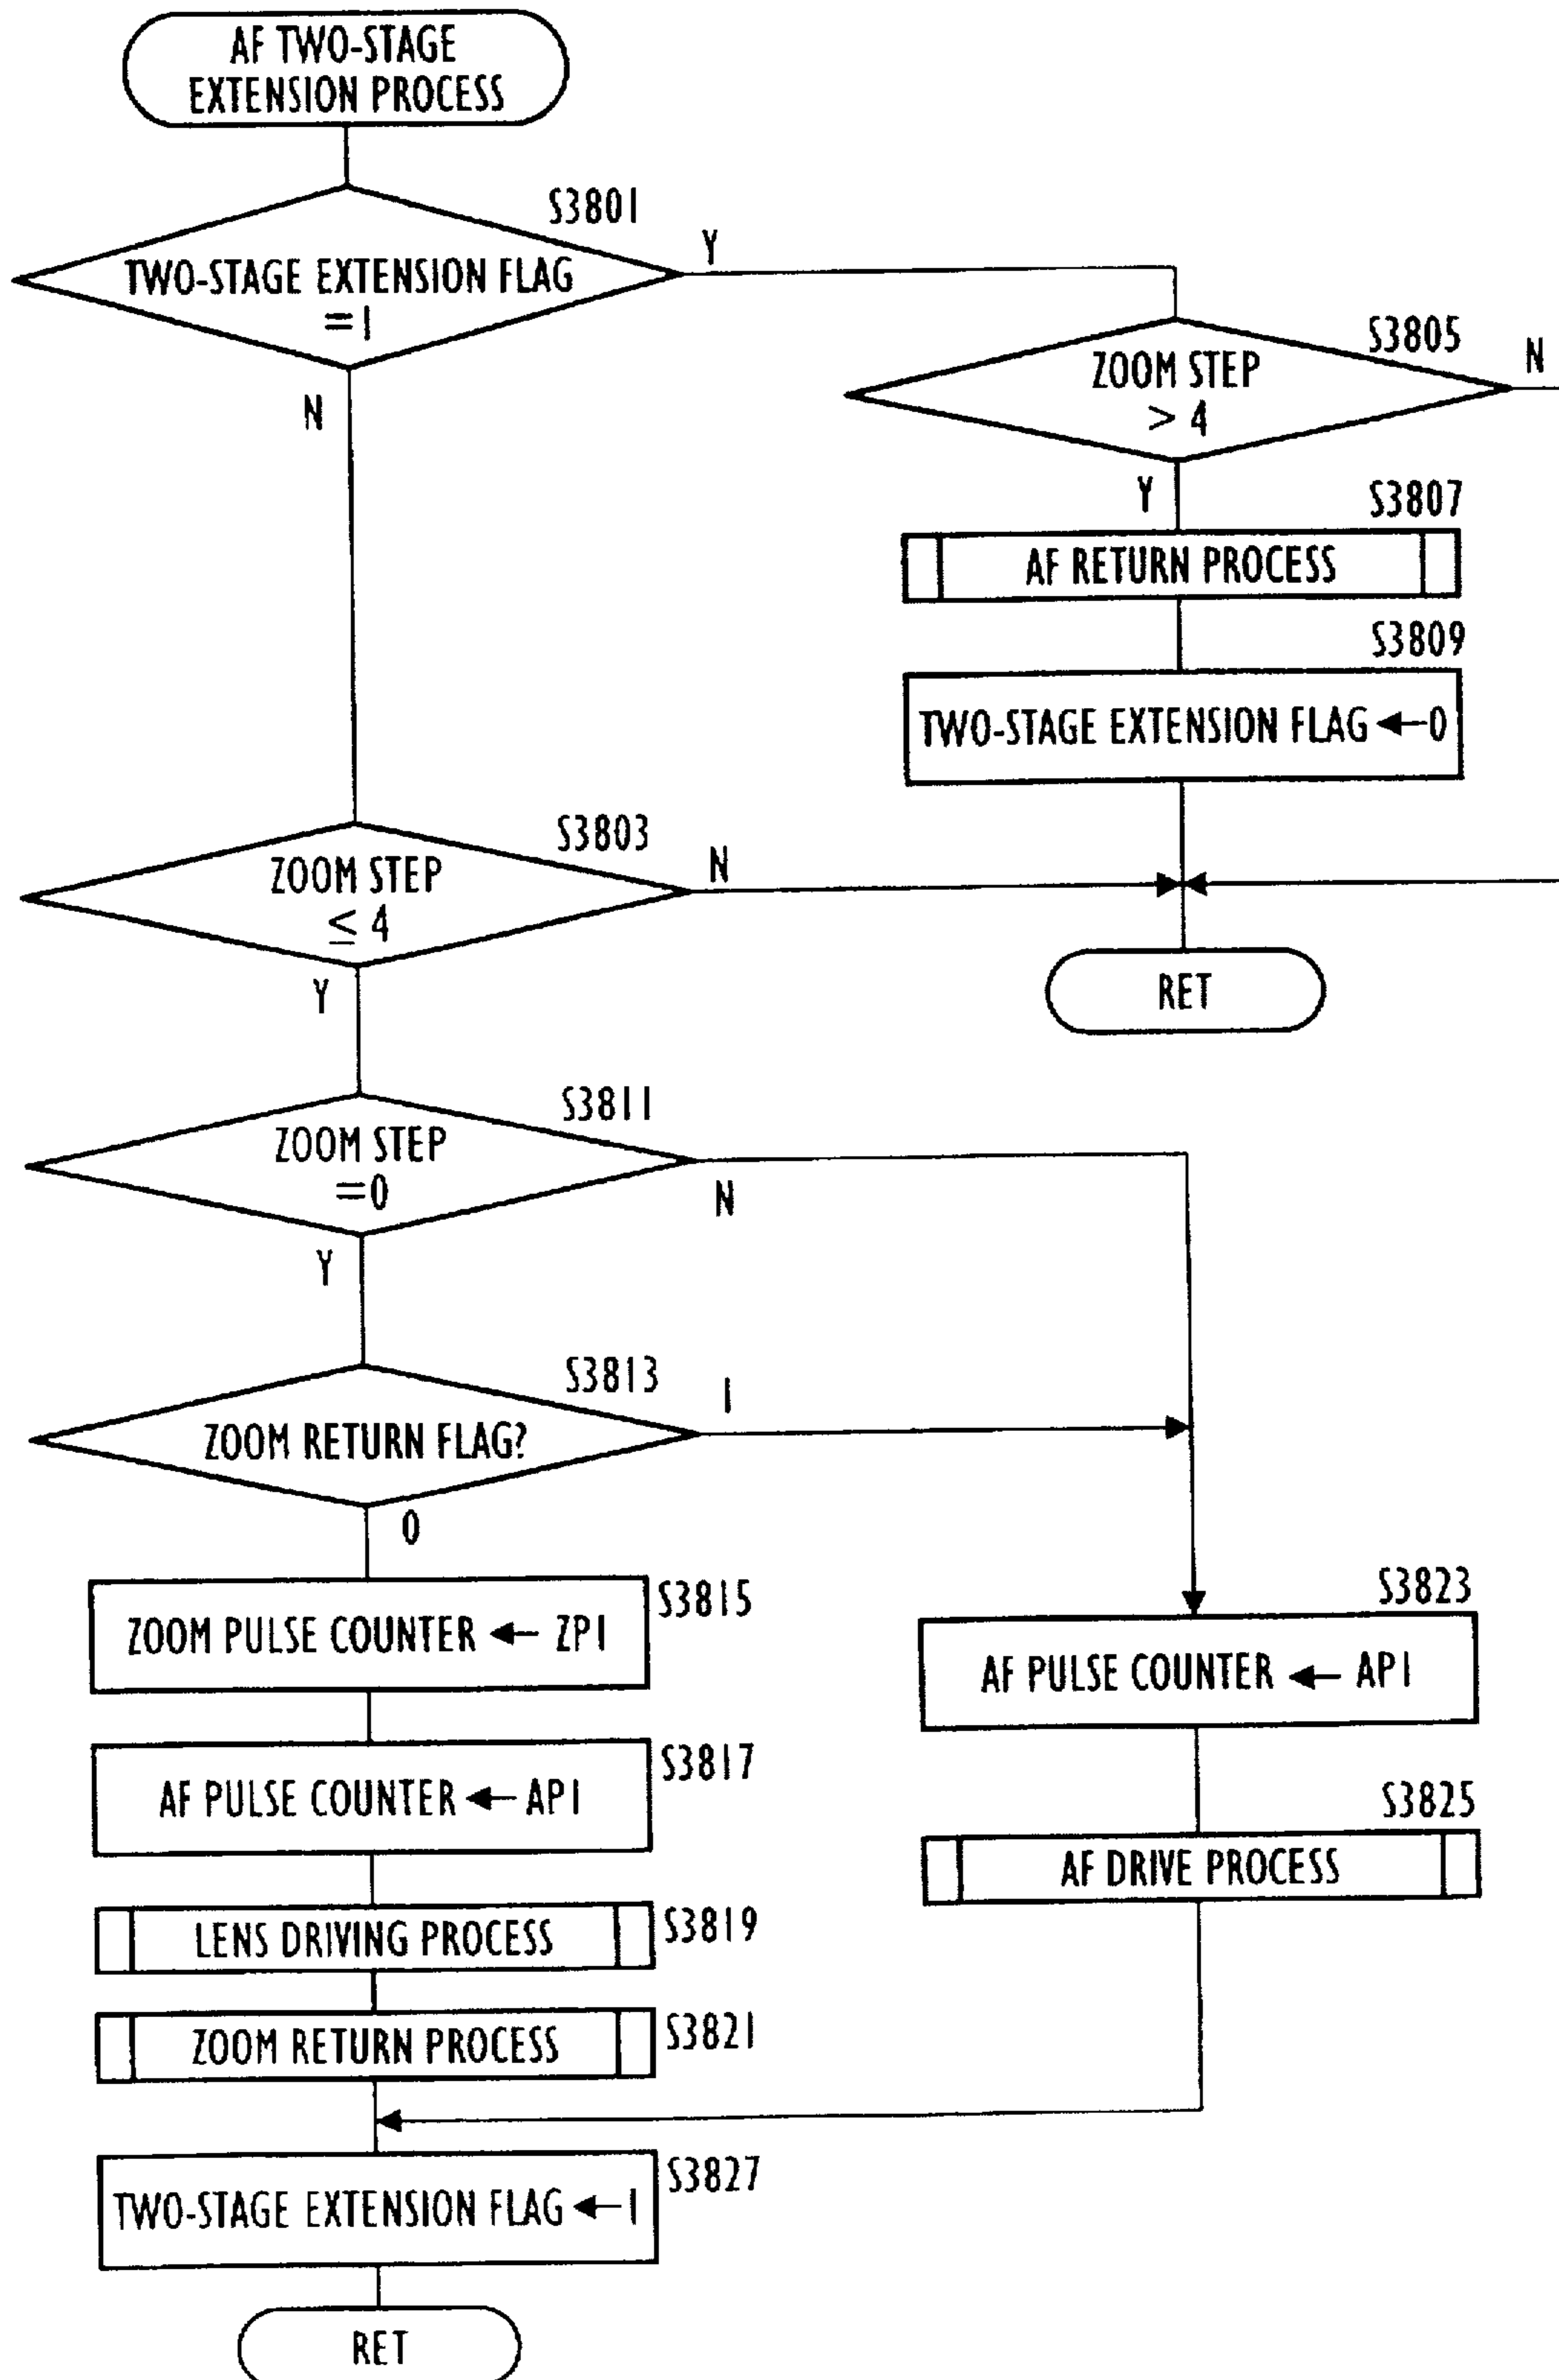 AF TWO-STAGE
EXTENSION PROCESS
S3801
TWO-STAGE EXTENSION FLAG
=1
Y
N
S3805
ZOOM STEP
> 4
N
Y
S3807
AF RETURN PROCESS
S3809
TWO-STAGE EXTENSION FLAG ←0
S3803
ZOOM STEP
≤ 4
N
Y
RET
S3811
ZOOM STEP
=0
N
Y
S3813
ZOOM RETURN FLAG?
1
0
S3815
ZOOM PULSE COUNTER ← ZP1
S3817
AF PULSE COUNTER ← AP1
S3819
LENS DRIVING PROCESS
S3821
ZOOM RETURN PROCESS
S3823
AF PULSE COUNTER ← AP1
S3825
AF DRIVE PROCESS
S3827
TWO-STAGE EXTENSION FLAG ←1
RET